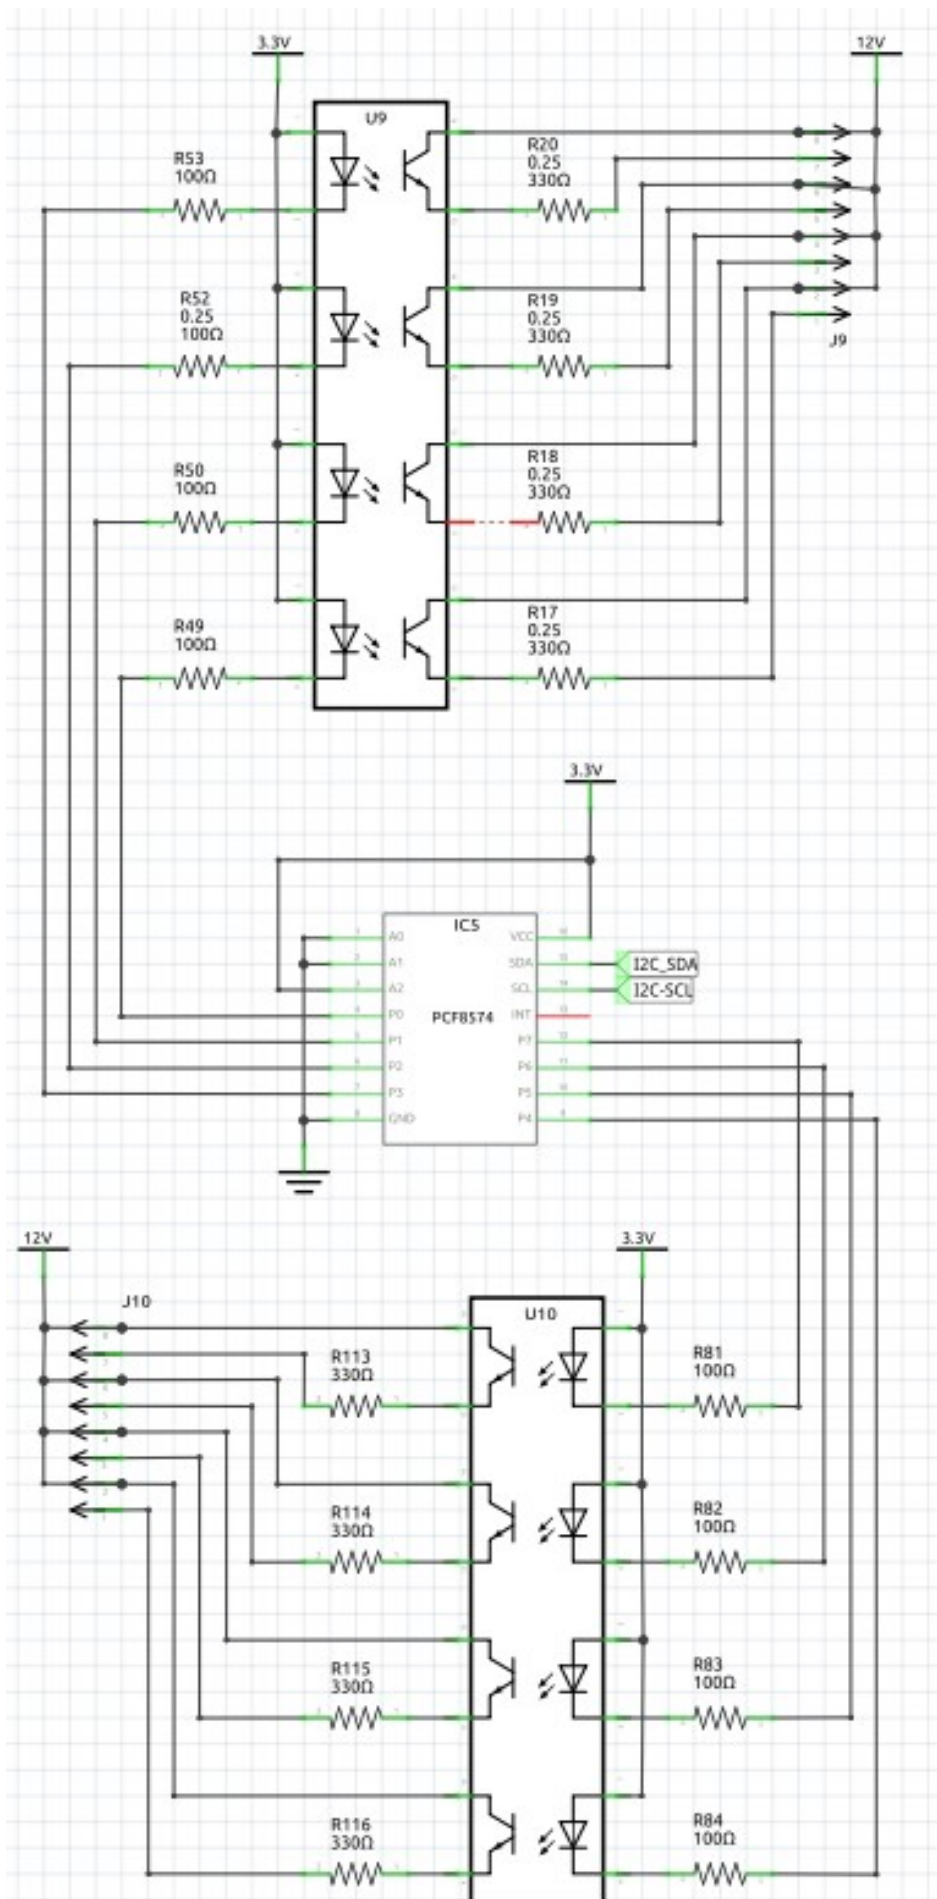 3.3V
12V
U9
R53
100Ω
R20
0.25
330Ω
R52
0.25
100Ω
R19
0.25
330Ω
J9
R50
100Ω
R18
0.25
330Ω
R49
100Ω
R17
0.25
330Ω
3.3V
IC5
A0
VCC
A1
SDA
I2C_SDA
A2
SCL
I2C-SCL
P0
PCF8574
INT
P1
P7
P2
P6
P3
P5
GND
P4
12V
3.3V
J10
U10
R113
330Ω
R81
100Ω
R114
330Ω
R82
100Ω
R115
330Ω
R83
100Ω
R116
330Ω
R84
100Ω